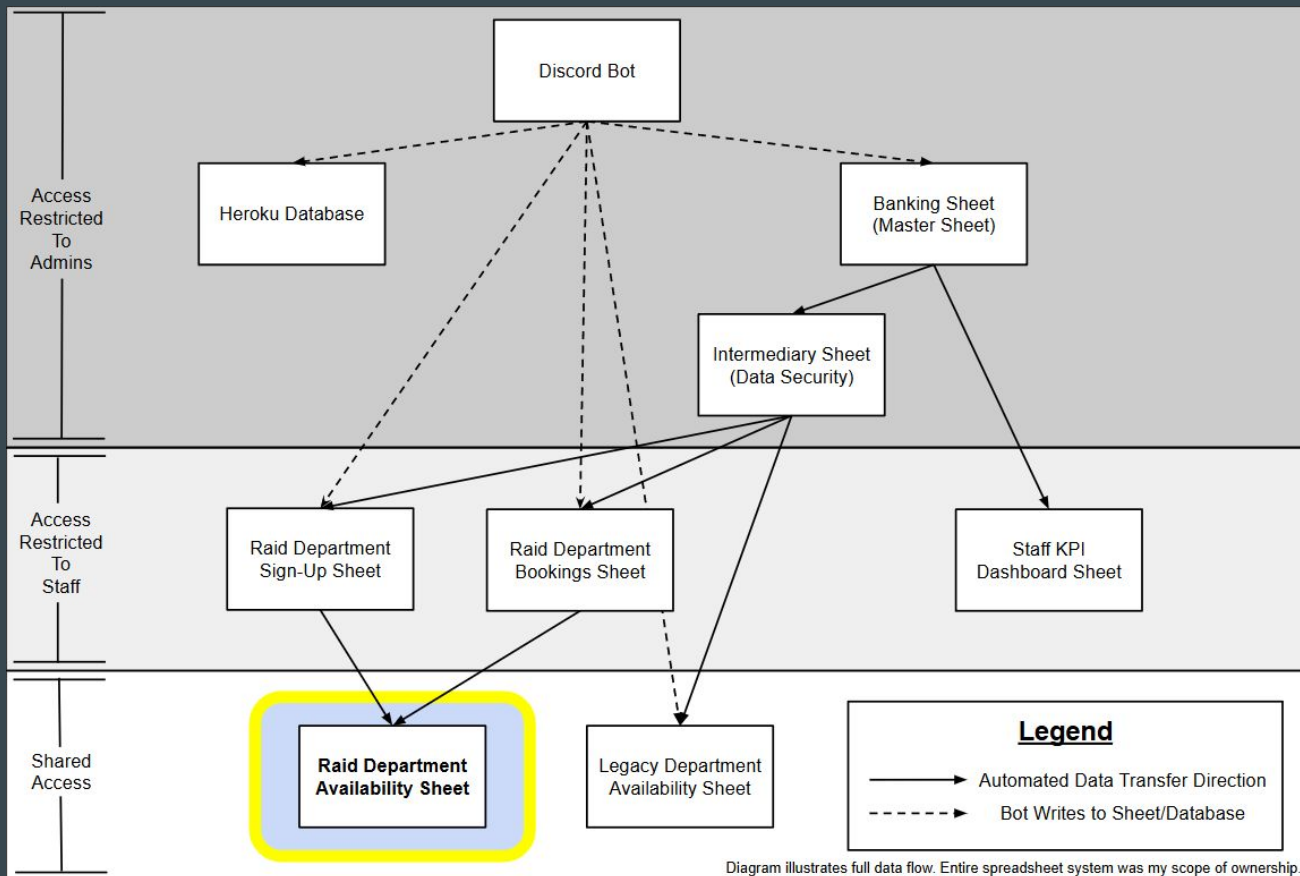 Discord Bot
Access
Restricted
To
Admins
Heroku Database
Banking Sheet
(Master Sheet)
Intermediary Sheet
(Data Security)
Access
Restricted
To
Staff
Raid Department
Sign-Up Sheet
Raid Department
Bookings Sheet
Staff KPI
Dashboard Sheet
Shared
Access
Raid Department
Availability Sheet
Legacy Department
Availability Sheet
Legend
Automated Data Transfer Direction
Bot Writes to Sheet/Database
Diagram illustrates full data flow. Entire spreadsheet system was my scope of ownership.